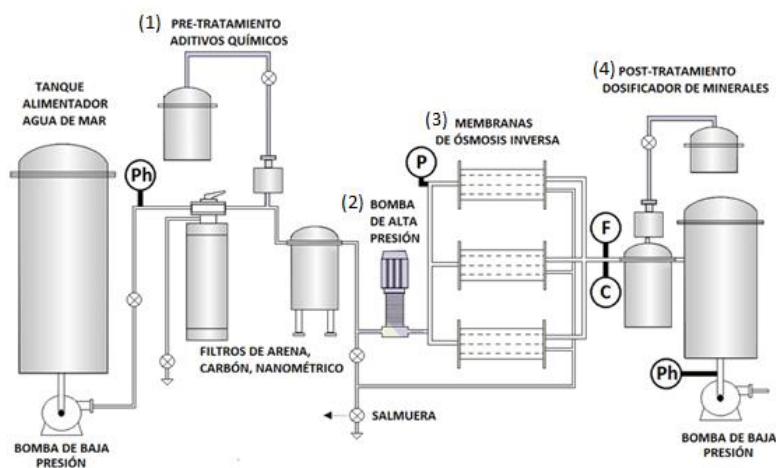 (1) PRE-TRATAMIENTO
ADITIVOS QUÍMICOS
TANQUE
ALIMENTADOR
AGUA DE MAR
Ph
FILTROS DE ARENA,
CARBÓN, NANOMÉTRICO
BOMBA DE BAJA
PRESIÓN
(2) BOMBA
DE ALTA
PRESIÓN
(3) MEMBRANAS
DE ÓSMOSIS INVERSA
P
SALMUERA
F
C
(4) POST-TRATAMIENTO
DOSIFICADOR DE MINERALES
Ph
BOMBA DE BAJA
PRESIÓN